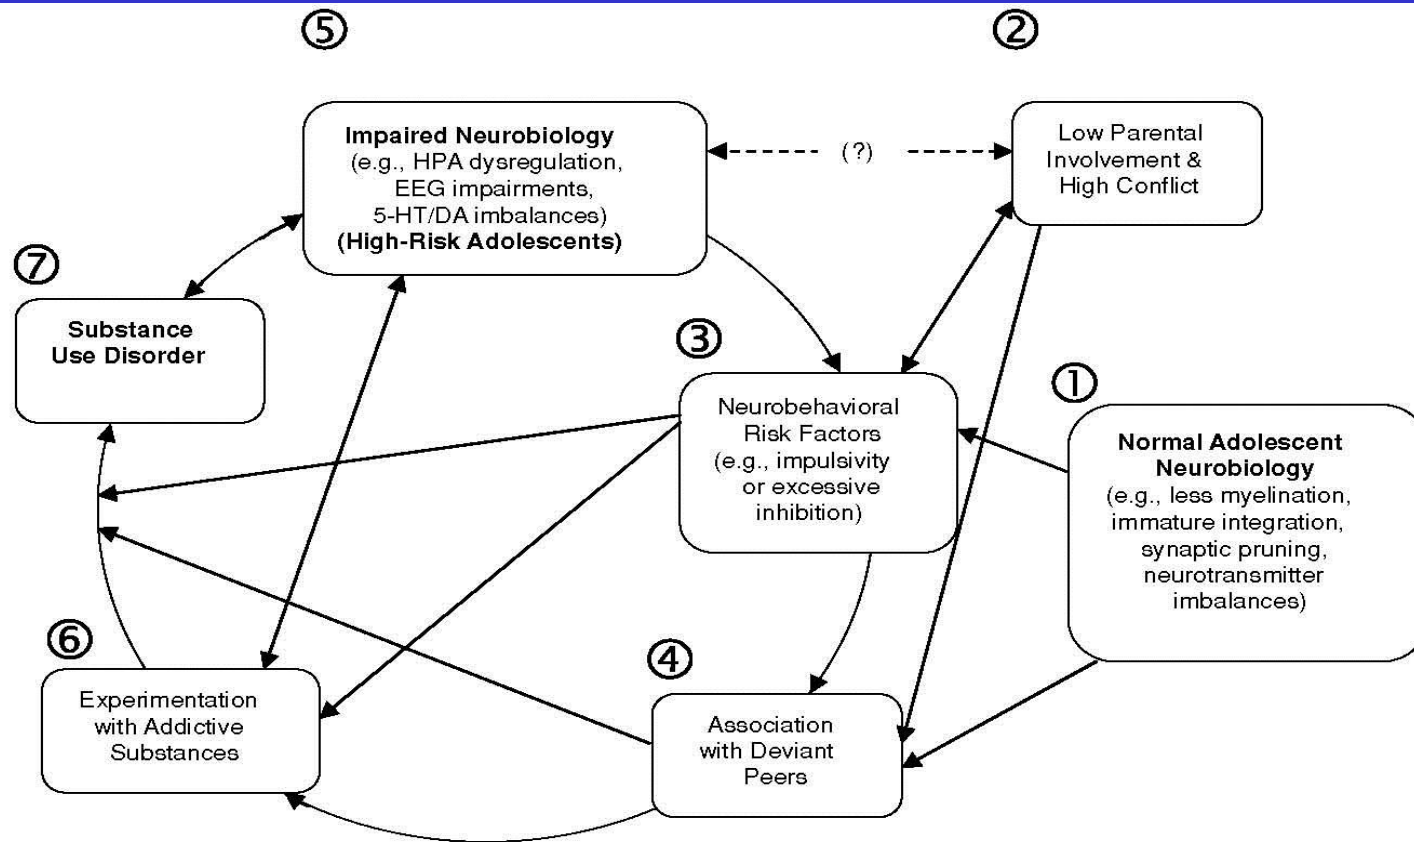 ⑤
②
Impaired Neurobiology
(e.g., HPA dysregulation,
EEG impairments,
5-HT/DA imbalances)
(High-Risk Adolescents)
(?)
Low Parental
Involvement &
High Conflict
⑦
Substance
Use Disorder
③
Neurobehavioral
Risk Factors
(e.g., impulsivity
or excessive
inhibition)
①
Normal Adolescent
Neurobiology
(e.g., less myelination,
immature integration,
synaptic pruning,
neurotransmitter
imbalances)
⑥
Experimentation
with Addictive
Substances
④
Association
with Deviant
Peers